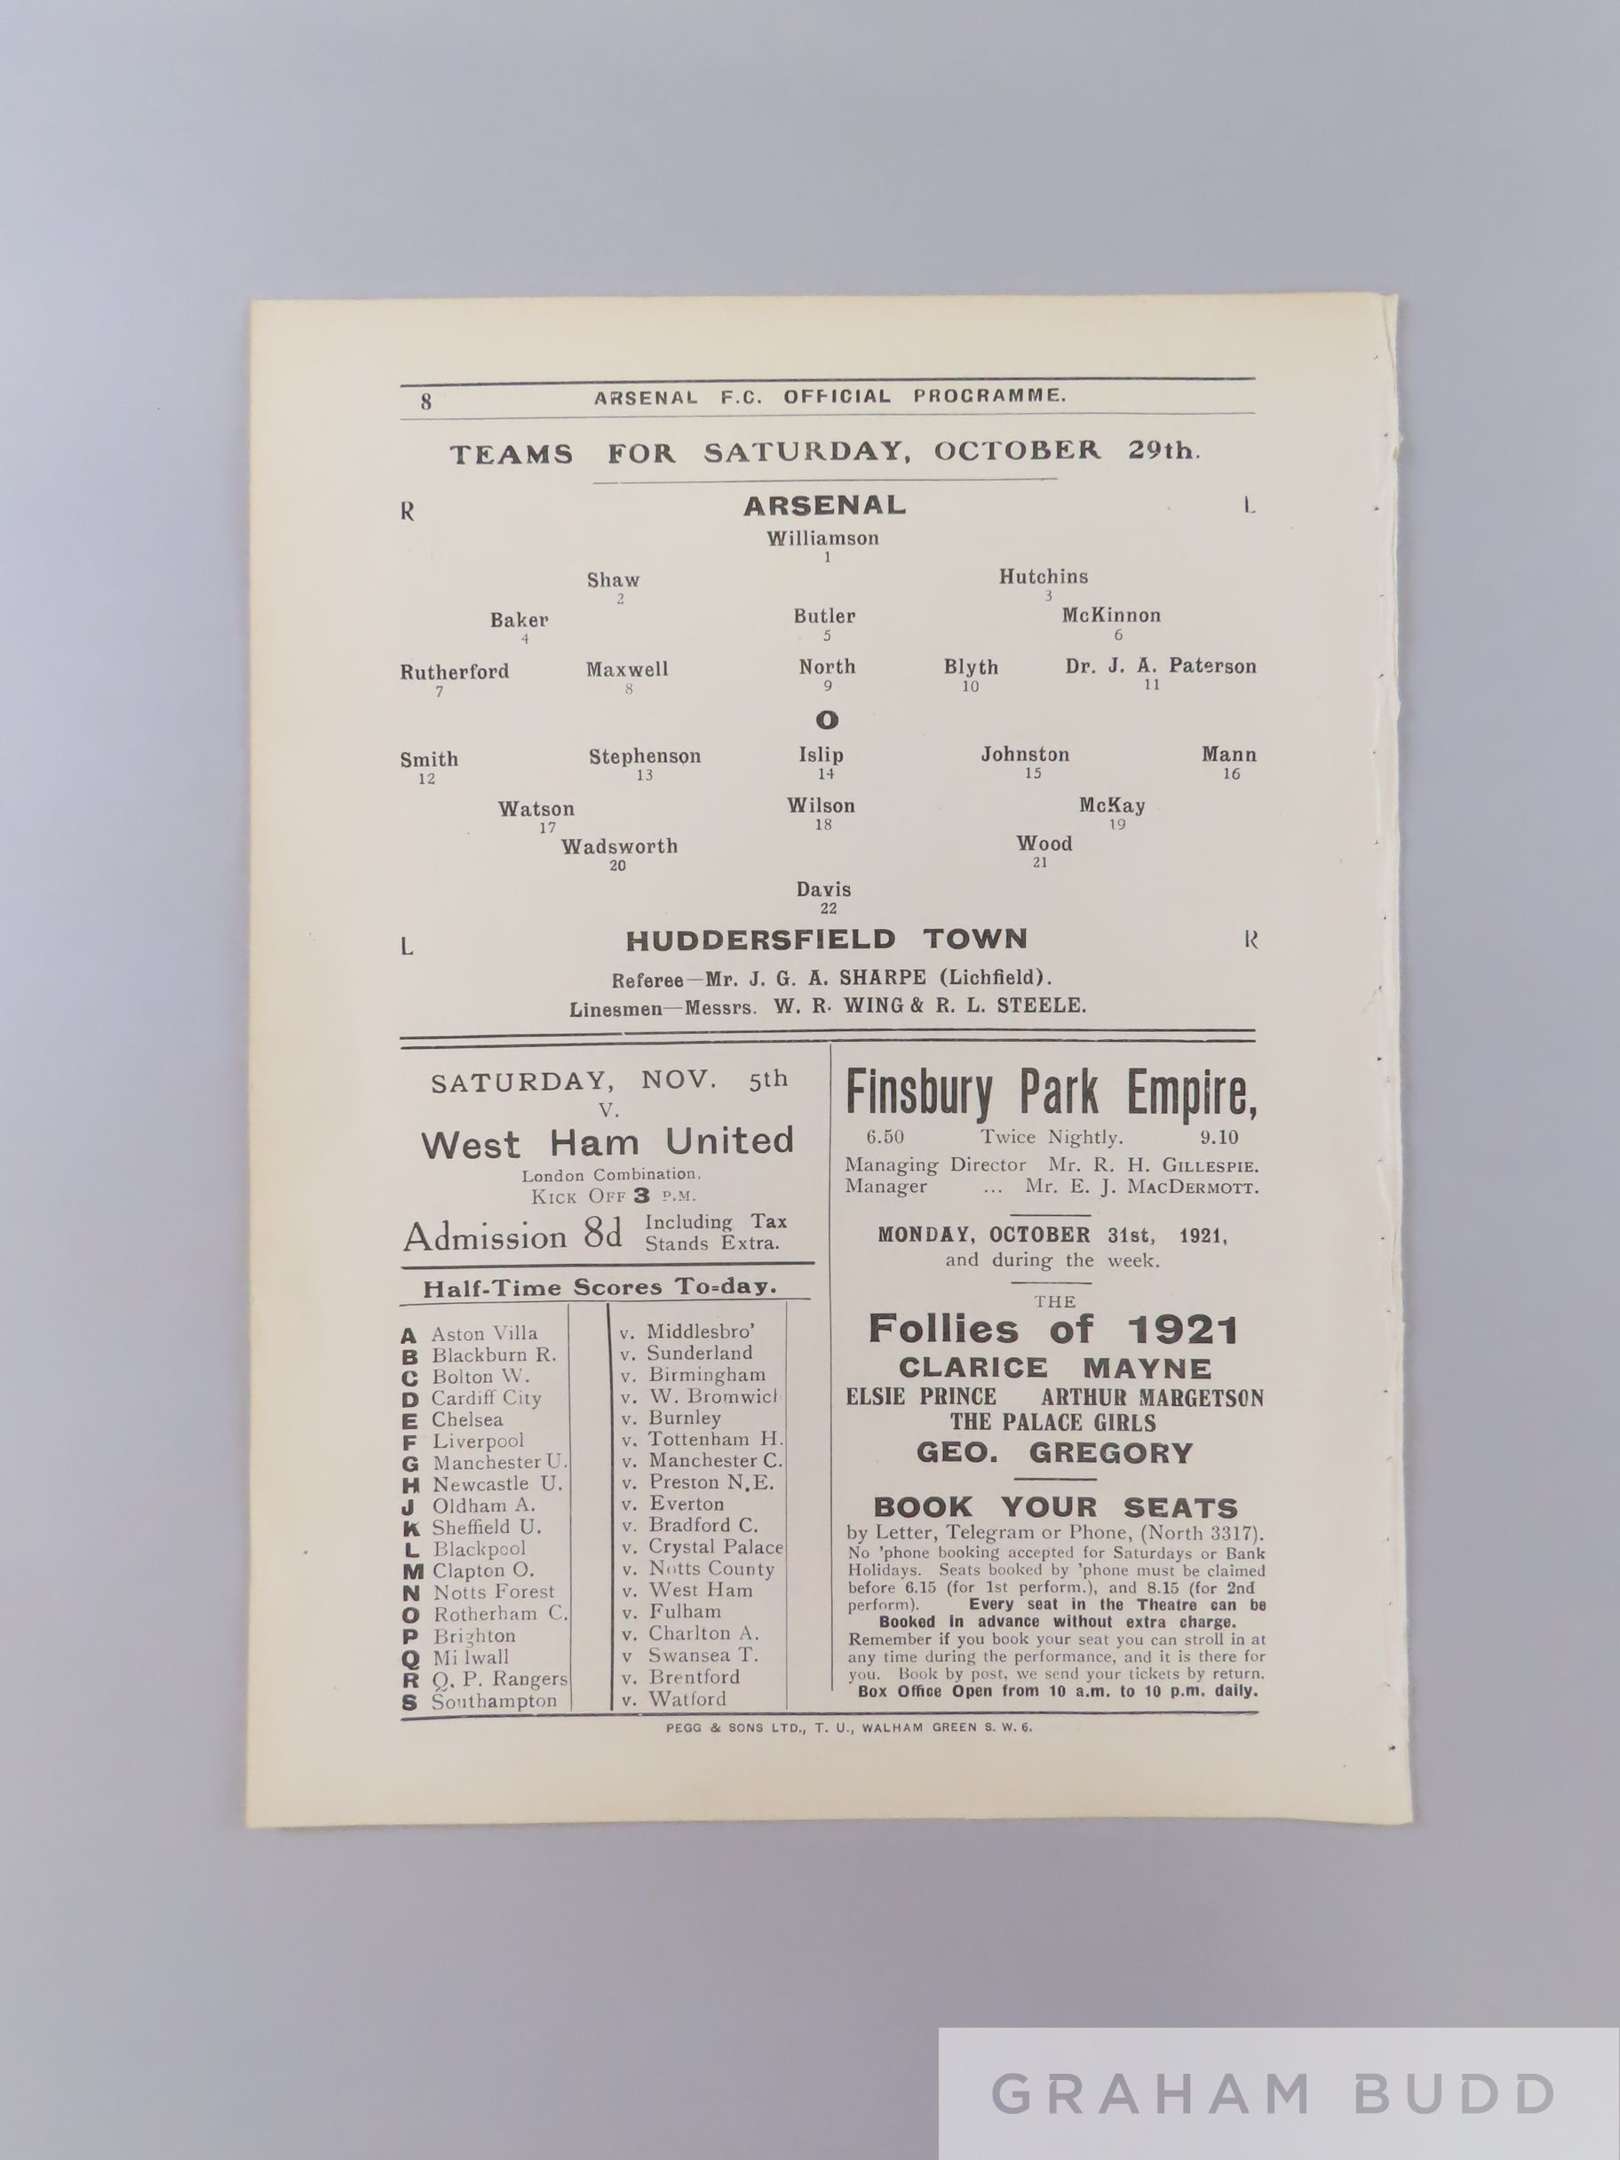 8 ARSENAL F.C. OFFICIAL PROGRAMME.
TEAMS FOR SATURDAY, OCTOBER 29th.
R ARSENAL L
Williamson
1
Shaw Hutchins
2 3
Baker Butler McKinnon
4 5 6
Rutherford Maxwell North Blyth Dr. J. A. Paterson
7 8 9 10 11
O
Smith Stephenson Islip Johnston Mann
12 13 14 15 16
Watson Wilson McKay
17 18 19
Wadsworth Wood
20 21
Davis
22
L HUDDERSFIELD TOWN R
Referee—Mr. J. G. A. SHARPE (Lichfield).
Linesmen—Messrs. W. R. WING & R. L. STEELE.
SATURDAY, NOV. 5th
V.
West Ham United
London Combination.
KICK OFF 3 P.M.
Admission 8d Including Tax
Stands Extra.
Half-Time Scores To=day.
A Aston Villa v. Middlesbro'
B Blackburn R. v. Sunderland
C Bolton W. v. Birmingham
D Cardiff City v. W. Bromwich
E Chelsea v. Burnley
F Liverpool v. Tottenham H.
G Manchester U. v. Manchester C.
H Newcastle U. v. Preston N.E.
J Oldham A. v. Everton
K Sheffield U. v. Bradford C.
L Blackpool v. Crystal Palace
M Clapton O. v. Notts County
N Notts Forest v. West Ham
O Rotherham C. v. Fulham
P Brighton v. Charlton A.
Q Mi lwall v Swansea T.
R Q. P. Rangers v. Brentford
S Southampton v. Watford
Finsbury Park Empire,
6.50 Twice Nightly. 9.10
Managing Director Mr. R. H. GILLESPIE.
Manager ... Mr. E. J. MACDERMOTT.
MONDAY, OCTOBER 31st, 1921,
and during the week.
THE
Follies of 1921
CLARICE MAYNE
ELSIE PRINCE ARTHUR MARGETSON
THE PALACE GIRLS
GEO. GREGORY
BOOK YOUR SEATS
by Letter, Telegram or Phone, (North 3317).
No 'phone booking accepted for Saturdays or Bank
Holidays. Seats booked by 'phone must be claimed
before 6.15 (for 1st perform.), and 8.15 (for 2nd
perform). Every seat in the Theatre can be
Booked in advance without extra charge.
Remember if you book your seat you can stroll in at
any time during the performance, and it is there for
you. Book by post, we send your tickets by return.
Box Office Open from 10 a.m. to 10 p.m. daily.
PEGG & SONS LTD., T. U., WALHAM GREEN S. W. 6.
GRAHAM BUDD